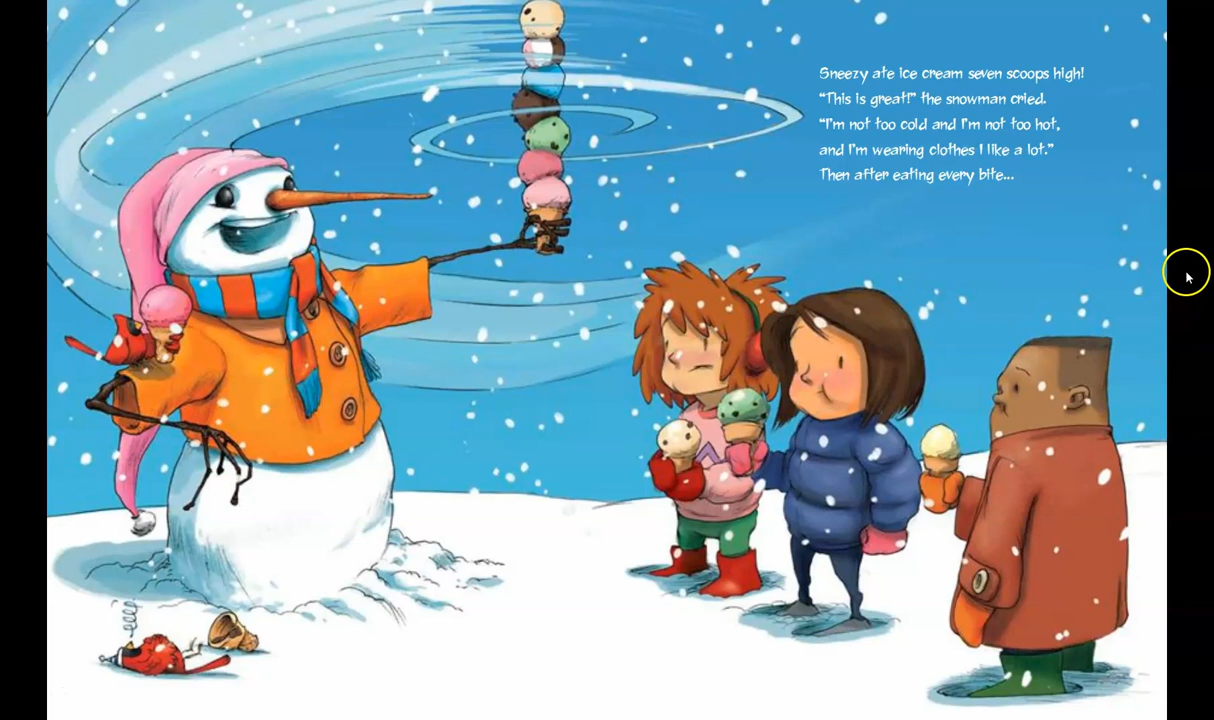 Sneezy ate ice cream seven scoops high!
“This is great!” the snowman cried.
“I’m not too cold and I’m not too hot,
and I’m wearing clothes I like a lot.”
Then after eating every bite...